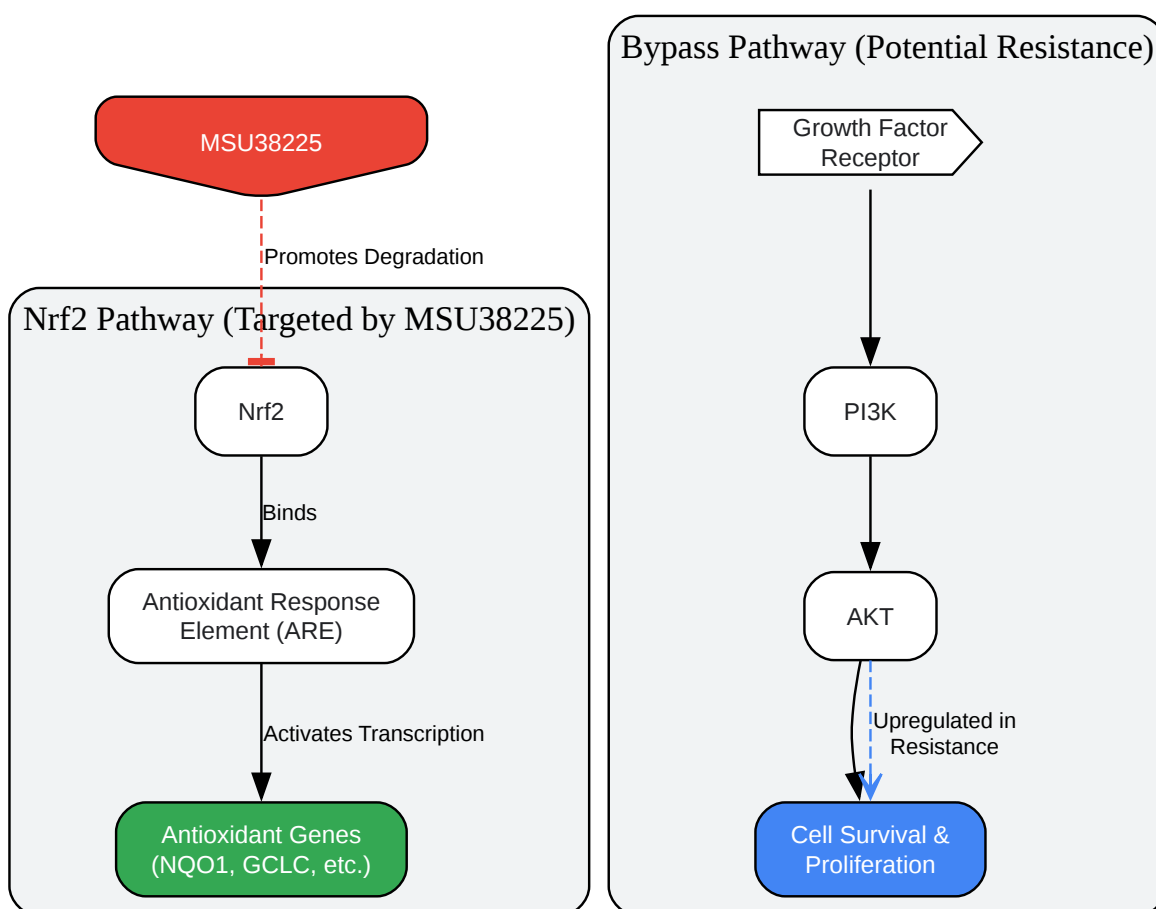 MSU38225
Promotes Degradation
Nrf2 Pathway (Targeted by MSU38225)
Nrf2
Binds
Antioxidant Response
Element (ARE)
Activates Transcription
Antioxidant Genes
(NQO1, GCLC, etc.)
Bypass Pathway (Potential Resistance)
Growth Factor
Receptor
PI3K
AKT
Upregulated in
Resistance
Cell Survival &
Proliferation